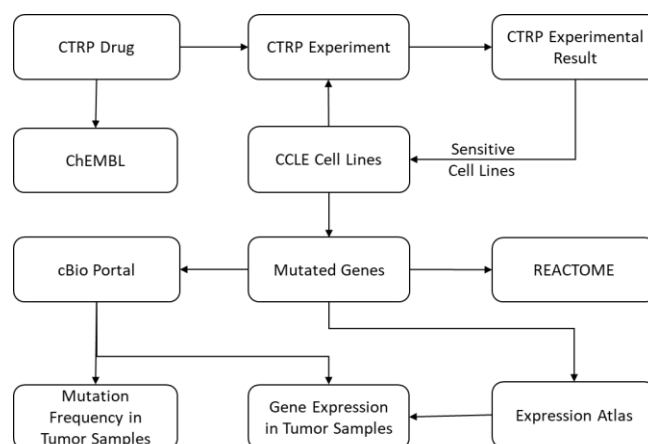 CTRP Drug
CTRP Experiment
CTRP Experimental
Result
ChEMBL
CCLE Cell Lines
Sensitive
Cell Lines
cBio Portal
Mutated Genes
REACTOME
Mutation
Frequency in
Tumor Samples
Gene Expression
in Tumor Samples
Expression Atlas